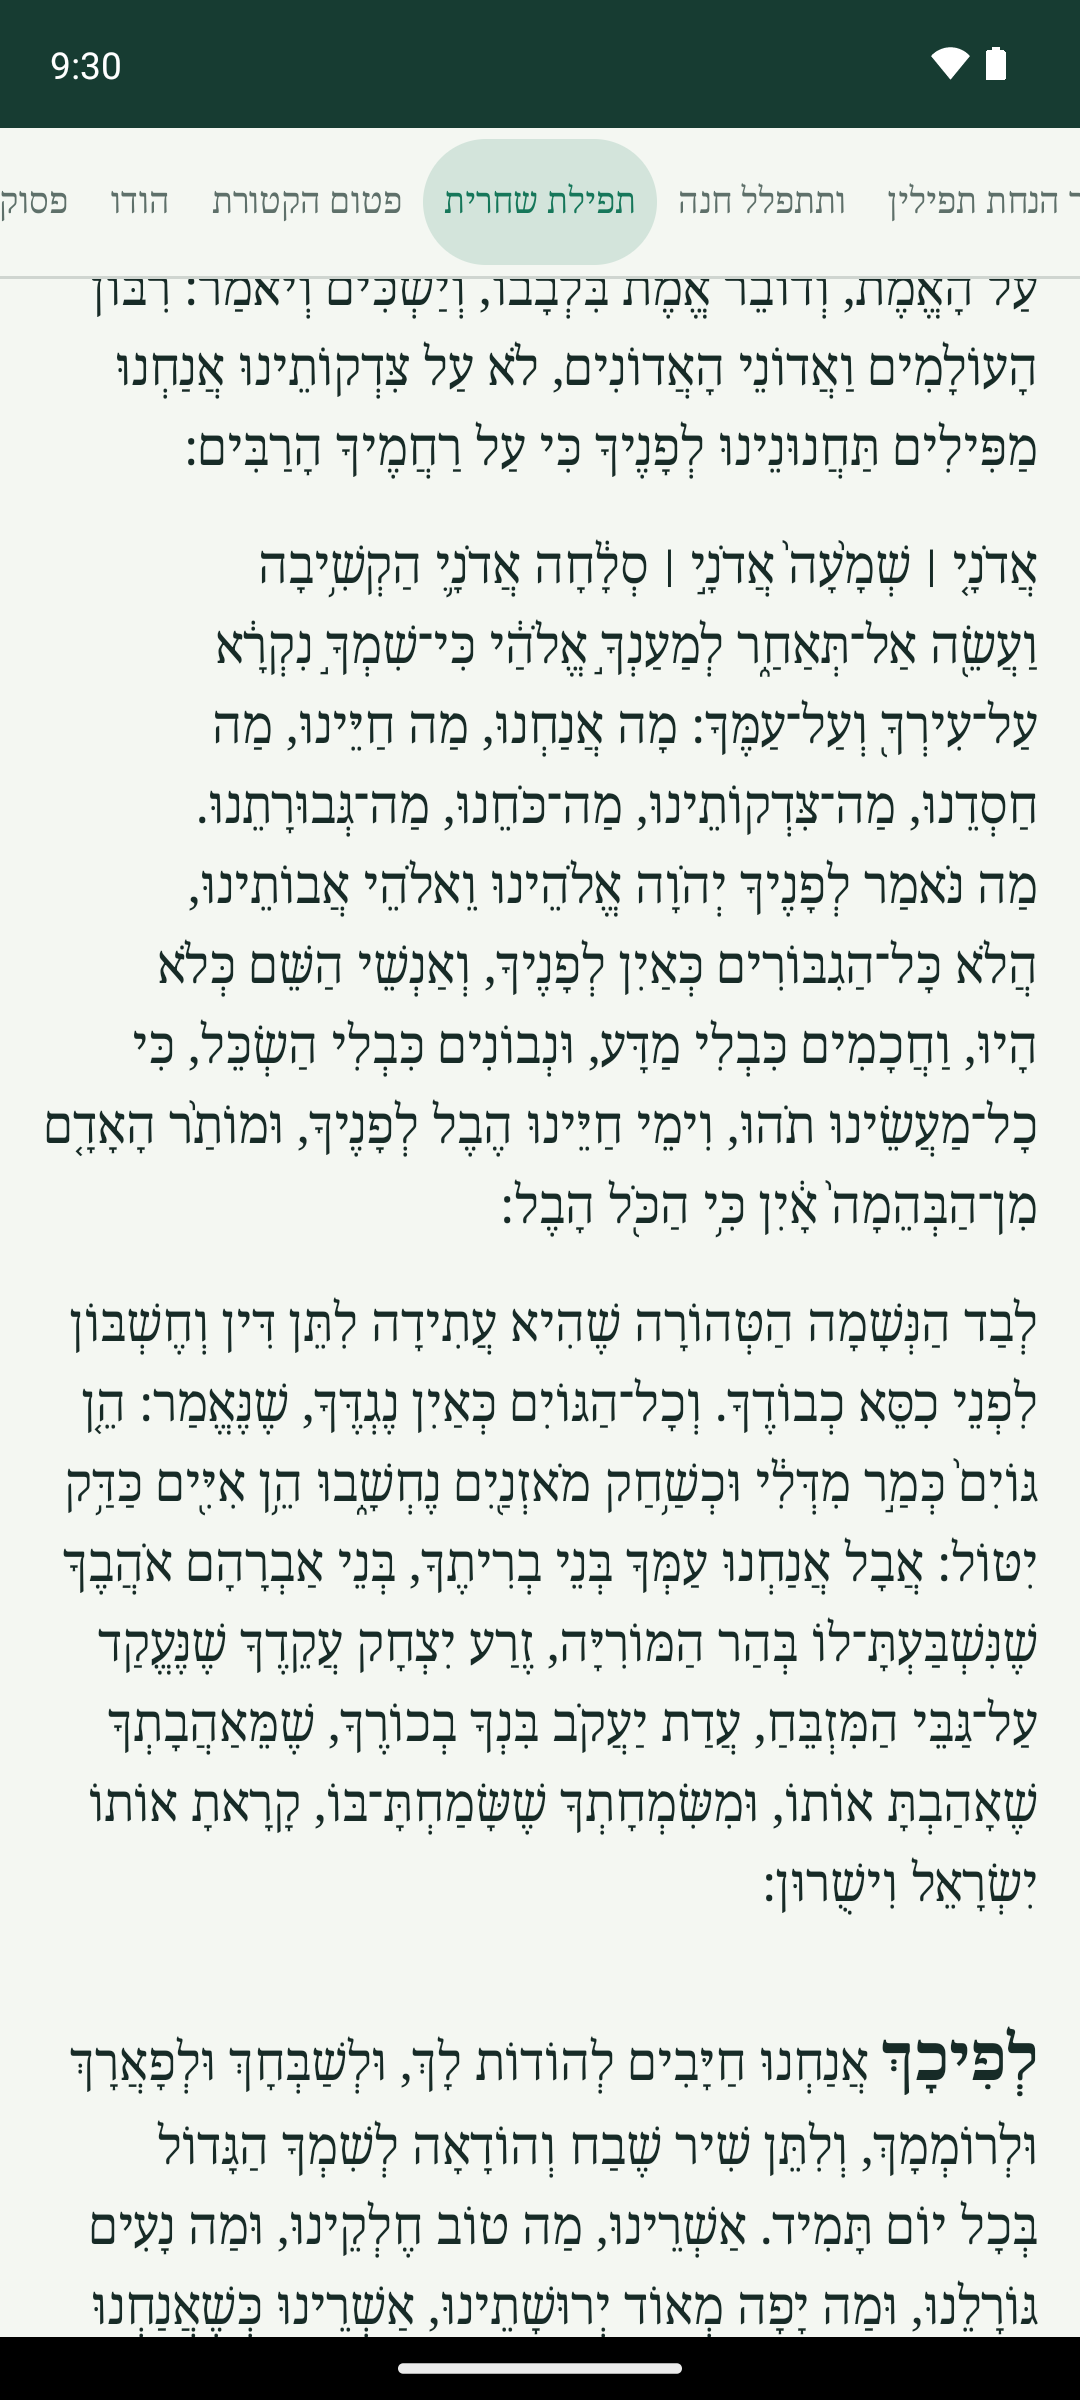 9:30
ר הנחת תפילין ותתפלל חנה תפילת שחרית פטום הקטורת הודו פסוק
עַל הָאֱמֶת, וְדוֹבֵר אֱמֶת בִּלְבָבוֹ, וְיַשְׁכִּים וְיֹאמַר: רִבּוֹן
הָעוֹלָמִים וַאֲדוֹנֵי הָאֲדוֹנִים, לֹא עַל צִּדְקוֹתֵינוּ אֲנַחְנוּ
מַפִּילִים תַּחֲנוּנֵינוּ לְפָנֶיךָ כִּי עַל רַחֲמֶיךָ הָרַבִּים:
אֲדֹנָ֤י ׀ שְׁמָ֙עָה֙ אֲדֹנָ֣י ׀ סְלָ֔חָה אֲדֹנָ֛י הַקְשִׁ֥יבָה
וַעֲשֵׂ֖ה אַל־תְּאַחַ֑ר לְמַעַנְךָ֣ אֱלֹהַ֔י כִּי־שִׁמְךָ֣ נִקְרָ֔א
עַל־עִירְךָ֖ וְעַל־עַמֶּךָ: מָה אֲנַחְנוּ, מַה חַיֵּינוּ, מַה
חַסְדֵנוּ, מַה־צִּדְקוֹתֵינוּ, מַה־כֹּחֵנוּ, מַה־גְּבוּרָתֵנוּ.
מַה נֹּאמַר לְפָנֶיךָ יְהֹוָה אֱלֹהֵינוּ וֵאלֹהֵי אֲבוֹתֵינוּ,
הֲלֹא כָּל־הַגִבּוֹרִים כְּאַיִן לְפָנֶיךָ, וְאַנְשֵׁי הַשֵּׁם כְּלֹא
הָיוּ, וַחֲכָמִים כִּבְלִי מַדָּע, וּנְבוֹנִים כִּבְלִי הַשְׂכֵּל, כִּי
כָל־מַעֲשֵׂינוּ תֹהוּ, וִימֵי חַיֵּינוּ הֶבֶל לְפָנֶיךָ, וּמוֹתַ֨ר הָאָדָ֤ם
מִן־הַבְּהֵמָה֙ אָ֔יִן כִּ֥י הַכֹּ֖ל הָבֶל:
לְבַד הַנְּשָׁמָה הַטְּהוֹרָה שֶׁהִיא עֲתִידָה לִתֵּן דִּין וְחֶשְׁבּוֹן
לִפְנֵי כִסֵּא כְבוֹדֶךָ. וְכָל־הַגּוֹיִם כְּאַיִן נֶגְדֶּךָ, שֶׁנֶּאֱמַר: הֵ֤ן
גּוֹיִם֙ כְּמַ֣ר מִדְּלִ֔י וּכְשַׁ֥חַק מֹאזְנַ֖יִם נֶחְשָׁ֑בוּ הֵ֥ן אִיִּ֖ים כַּדַּ֥ק
יִטּוֹל: אֲבָל אֲנַחְנוּ עַמְּךָ בְּנֵי בְרִיתֶךָ, בְּנֵי אַבְרָהָם אֹהֲבֶךָ
שֶׁנִּשְׁבַּעְתָּ־לוֹ בְּהַר הַמּוֹרִיָּה, זֶרַע יִצְחָק עֲקֵדֶךָ שֶׁנֶּעֱקַד
עַל־גַּבֵּי הַמִּזְבֵּחַ, עֲדַת יַעֲקֹב בִּנְךָ בְכוֹרֶךָ, שֶׁמֵּאַהֲבָתְךָ
שֶׁאָהַבְתָּ אוֹתוֹ, וּמִשִּׂמְחָתְךָ שֶׁשָּׂמַחְתָּ־בּוֹ, קָרָאתָ אוֹתוֹ
יִשְׂרָאֵל וִישֻׁרוּן:
לְפִיכָךְ אֲנַחְנוּ חַיָּבִים לְהוֹדוֹת לָךְ, וּלְשַׁבְּחָךְ וּלְפָאֲרָךְ
וּלְרוֹמְמָךְ, וְלִתֵּן שִׁיר שֶׁבַח וְהוֹדָאָה לְשִׁמְךָ הַגָּדוֹל
בְּכָל יוֹם תָּמִיד. אַשְׁרֵינוּ, מַה טוֹב חֶלְקֵינוּ, וּמַה נָעִים
גּוֹרָלֵנוּ, וּמַה יָפָה מְאוֹד יְרוּשָׁתֵינוּ, אַשְׁרֵינוּ כְּשֶׁאֲנַחְנוּ